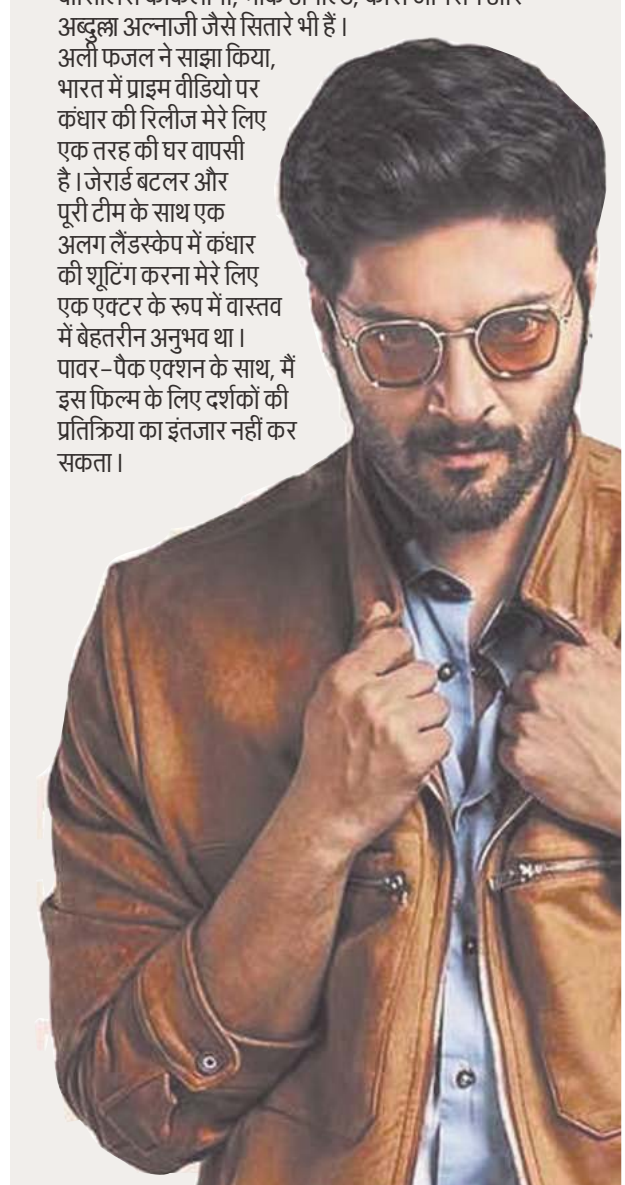 अब्दुल्ला अल्नाजी जैसे सितारे भी हैं।
अली फजल ने साझा किया,
भारत में प्राइम वीडियो पर
कंधार की रिलीज मेरे लिए
एक तरह की घर वापसी
है। जेरार्ड बटलर और
पूरी टीम के साथ एक
अलग लैंडस्केप में कंधार
की शूटिंग करना मेरे लिए
एक एक्टर के रूप में वास्तव
में बेहतरीन अनुभव था।
पावर-पैक एक्शन के साथ, मैं
इस फिल्म के लिए दर्शकों की
प्रतिक्रिया का इंतजार नहीं कर
सकता।